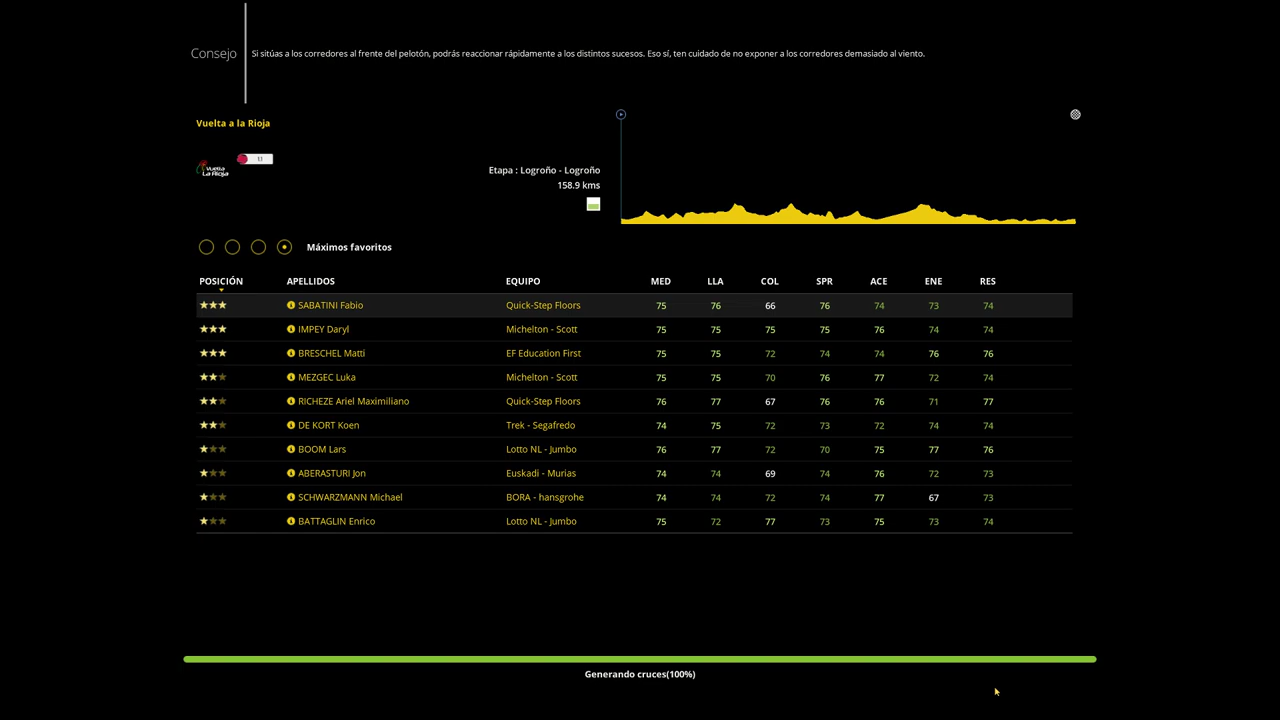 Consejo
Si sitúas a los corredores al frente del pelotón, podrás reaccionar rápidamente a los distintos sucesos. Eso sí, ten cuidado de no exponer a los corredores demasiado al viento.
Vuelta a la Rioja
Vuelta
La Rioja
1.1
Etapa : Logroño - Logroño
158.9 kms
Máximos favoritos
POSICIÓN APELLIDOS EQUIPO MED LLA COL SPR ACE ENE RES
SABATINI Fabio Quick-Step Floors 75 76 66 76 74 73 74
IMPEY Daryl Michelton - Scott 75 75 75 75 76 74 74
BRESCHEL Matti EF Education First 75 75 72 74 74 76 76
MEZGEC Luka Michelton - Scott 75 75 70 76 77 72 74
RICHEZE Ariel Maximiliano Quick-Step Floors 76 77 67 76 76 71 77
DE KORT Koen Trek - Segafredo 74 75 72 73 72 74 74
BOOM Lars Lotto NL - Jumbo 76 77 72 70 75 77 76
ABERASTURI Jon Euskadi - Murias 74 74 69 74 76 72 73
SCHWARZMANN Michael BORA - hansgrohe 74 74 72 74 77 67 73
BATTAGLIN Enrico Lotto NL - Jumbo 75 72 77 73 75 73 74
Generando cruces(100%)